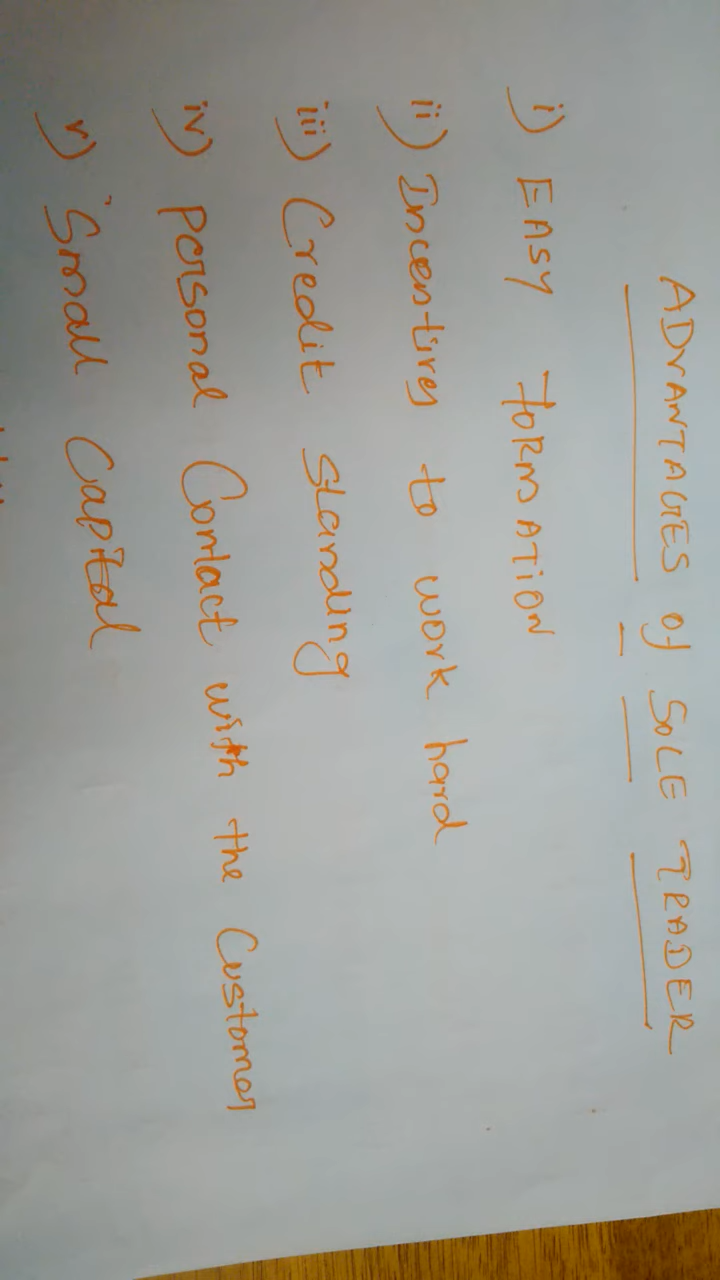 ADVANTAGES of SOLE TRADER
i) EASY FORMATION
ii) Incentives to work hard
iii) Credit standing
iv) personal Contact with the Customer
v) Small Capital